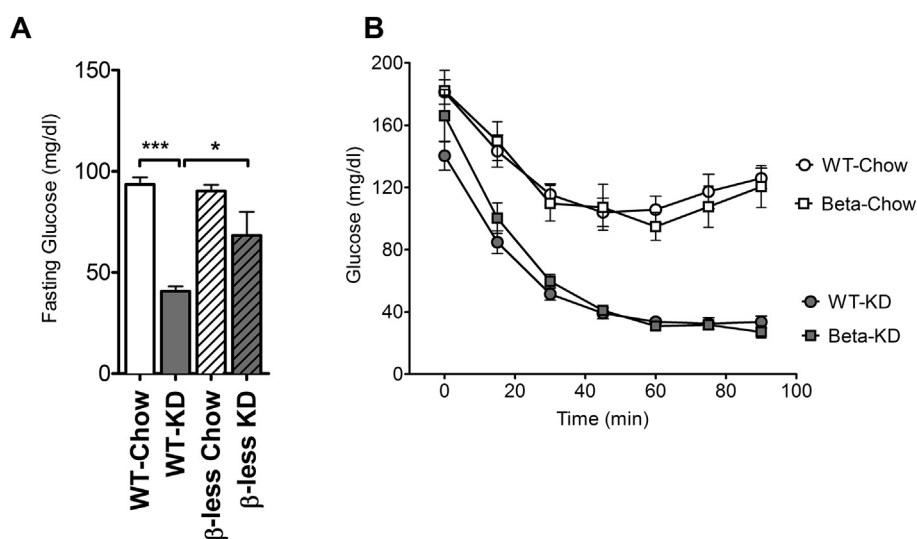 A
Fasting Glucose (mg/dl)
150
100
50
0
***
*
WT-Chow
WT-KD
β-less Chow
β-less KD
B
Glucose (mg/dl)
200
160
120
80
40
0
0
20
40
60
80
100
Time (min)
WT-Chow
Beta-Chow
WT-KD
Beta-KD